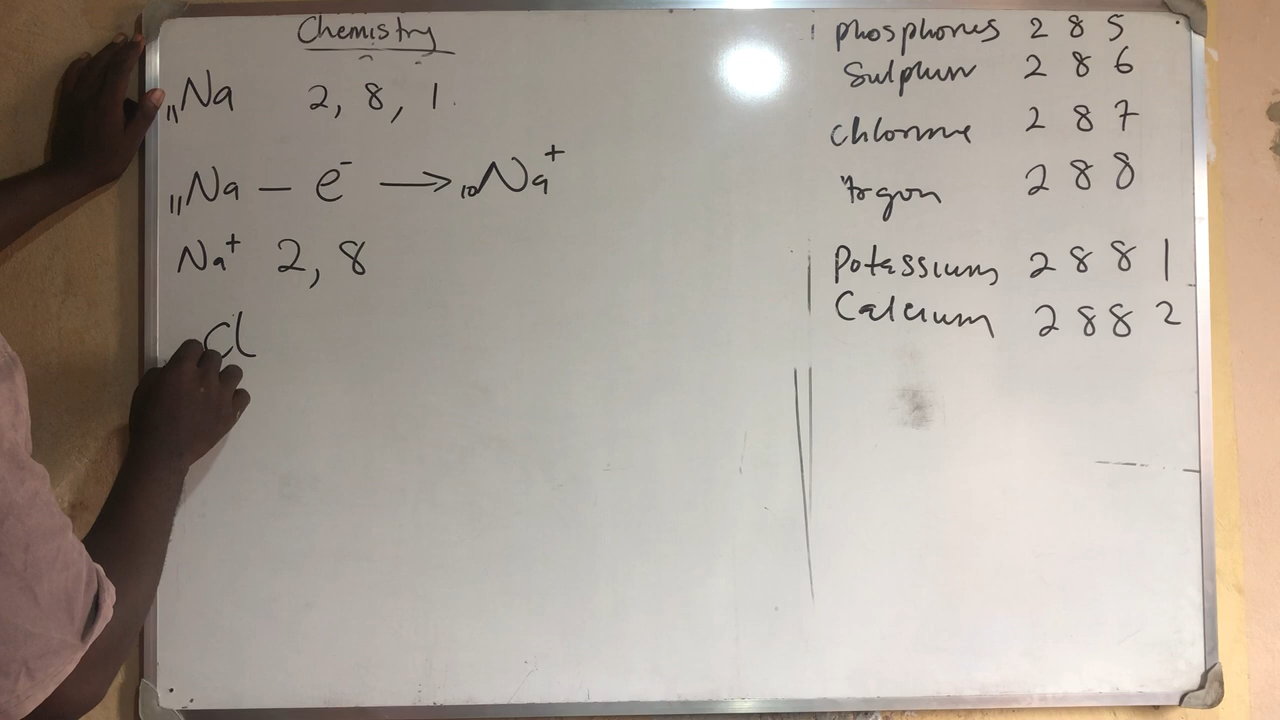 Chemistry
₁₁Na 2, 8, 1.
₁₁Na — e⁻ ⟶ ₁₀Na⁺
Na⁺ 2, 8
Cl
phosphorus 2 8 5
Sulphur 2 8 6
chlorine 2 8 7
Argon 2 8 8
Potassium 2 8 8 1
Calcium 2 8 8 2